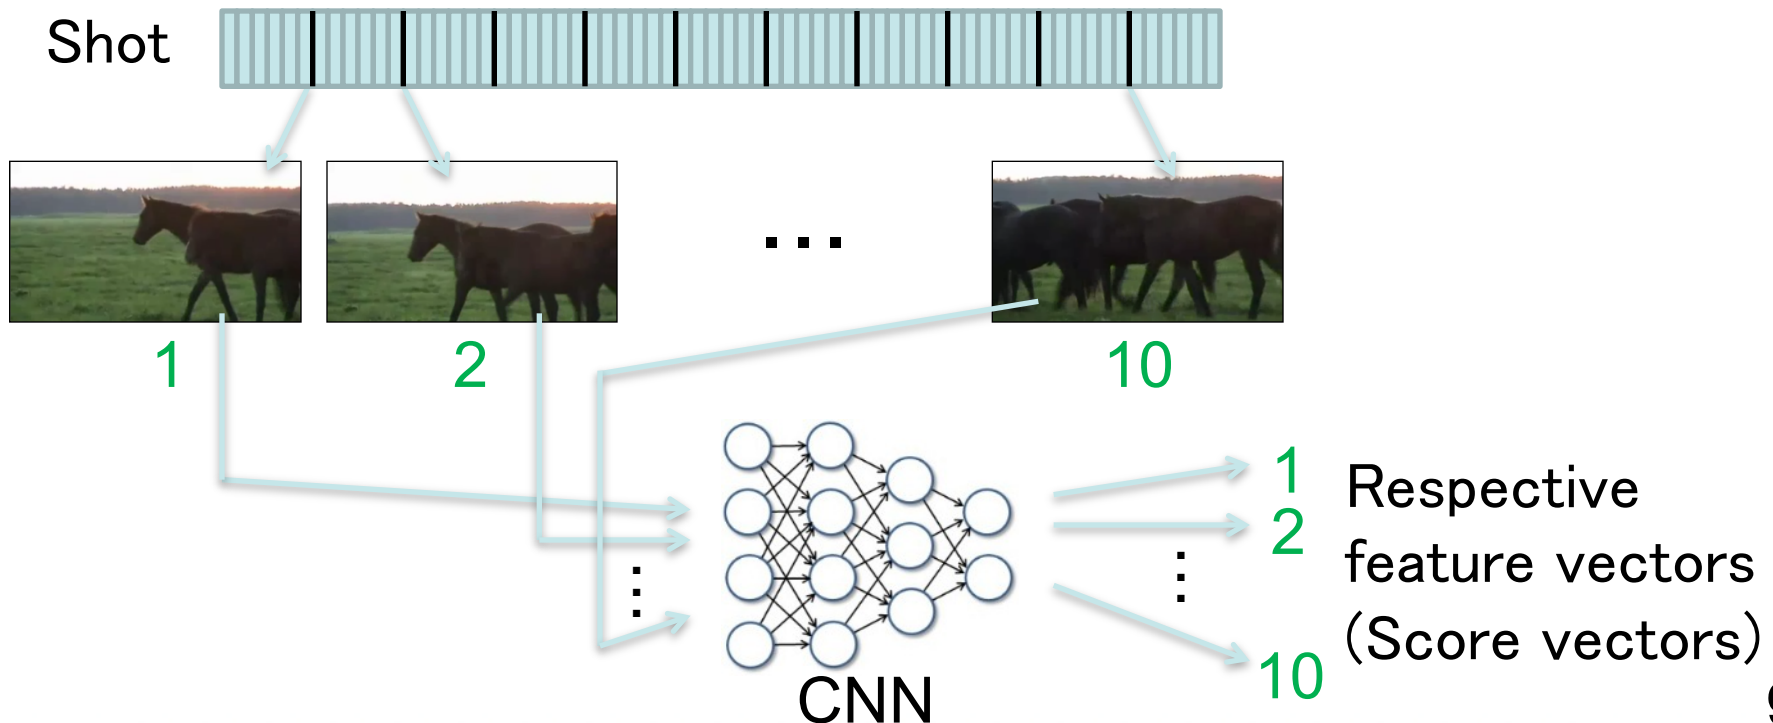 Shot
...
1
2
10
1
2
Respective
feature vectors
(Score vectors)
10
CNN